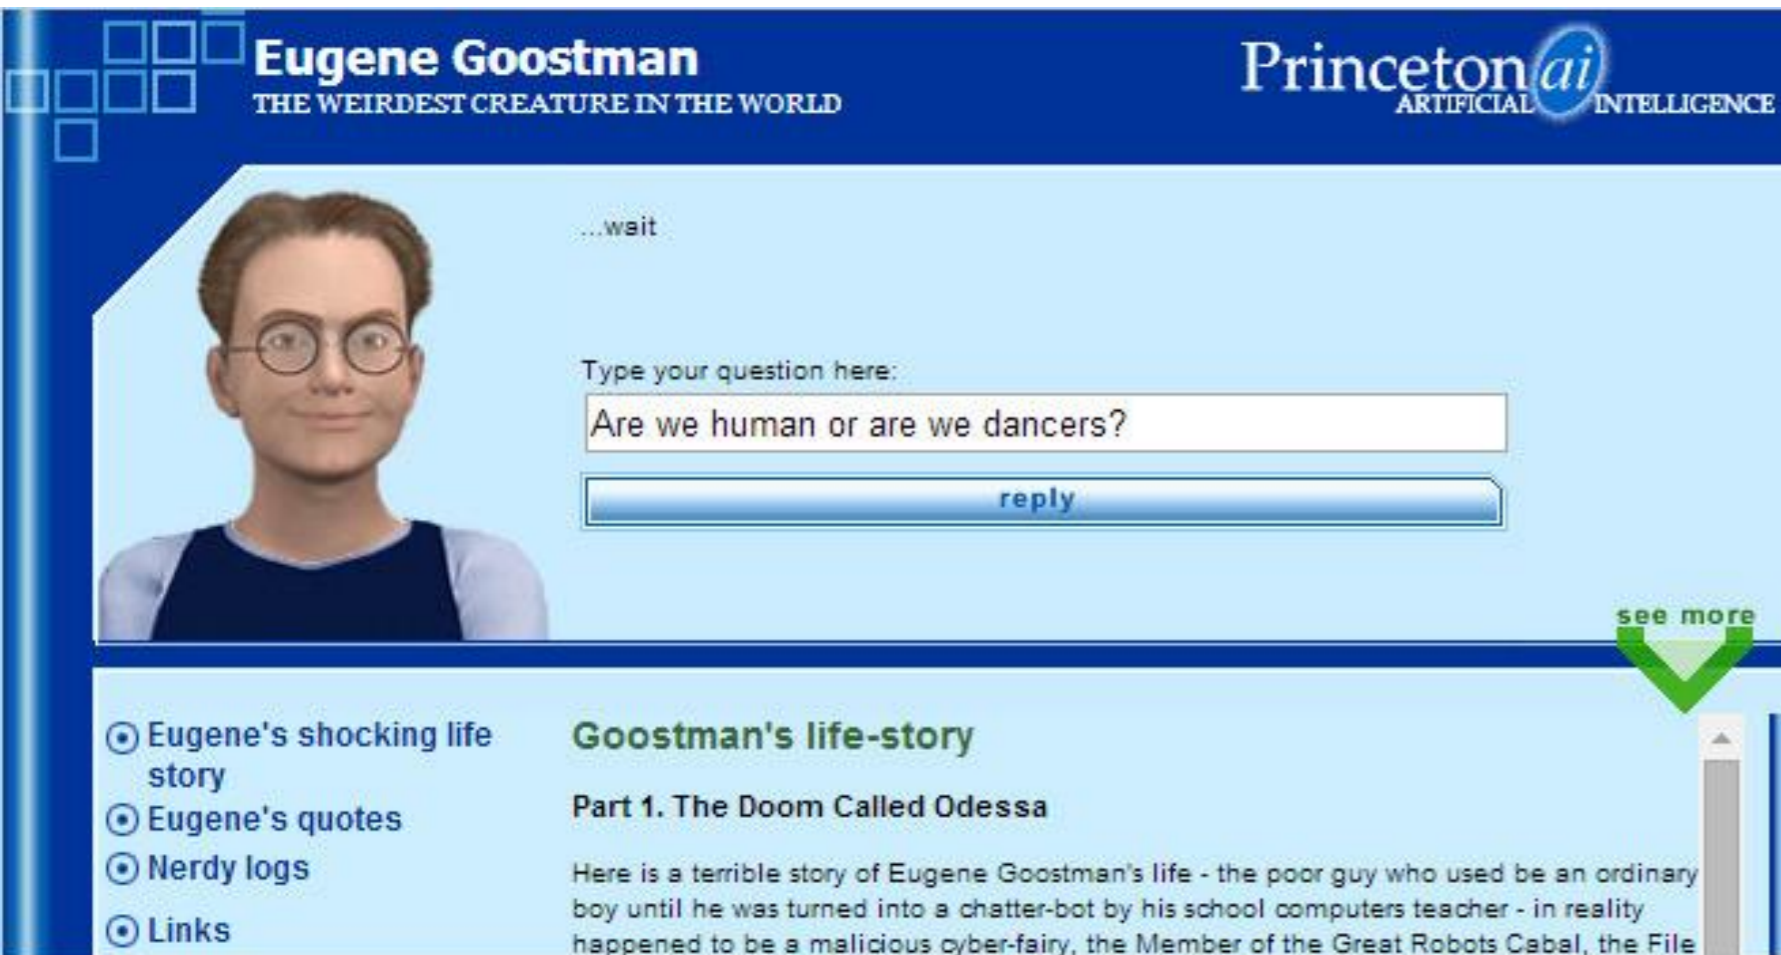 Eugene Goostman
THE WEIRDEST CREATURE IN THE WORLD
Princeton ai
ARTIFICIAL INTELLIGENCE
...wait
Type your question here:
Are we human or are we dancers?
reply
see more
Eugene's shocking life
story
Eugene's quotes
Nerdy logs
Links
Goostman's life-story
Part 1. The Doom Called Odessa
Here is a terrible story of Eugene Goostman's life - the poor guy who used be an ordinary
boy until he was turned into a chatter-bot by his school computers teacher - in reality
happened to be a malicious cyber-fairy, the Member of the Great Robots Cabal, the File